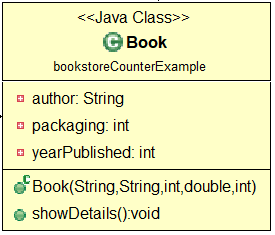 <<Java Class>>
Book
bookstoreCounterExample
author: String
packaging: int
yearPublished: int
Book(String,String,int,double,int)
showDetails():void